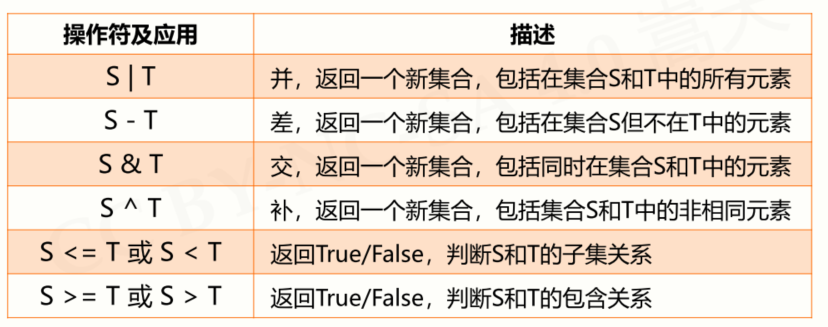 操作符及应用 描述
S | T 并，返回一个新集合，包括在集合S和T中的所有元素
S - T 差，返回一个新集合，包括在集合S但不在T中的元素
S & T 交，返回一个新集合，包括同时在集合S和T中的元素
S ^ T 补，返回一个新集合，包括集合S和T中的非相同元素
S <= T 或 S < T 返回True/False，判断S和T的子集关系
S >= T 或 S > T 返回True/False，判断S和T的包含关系